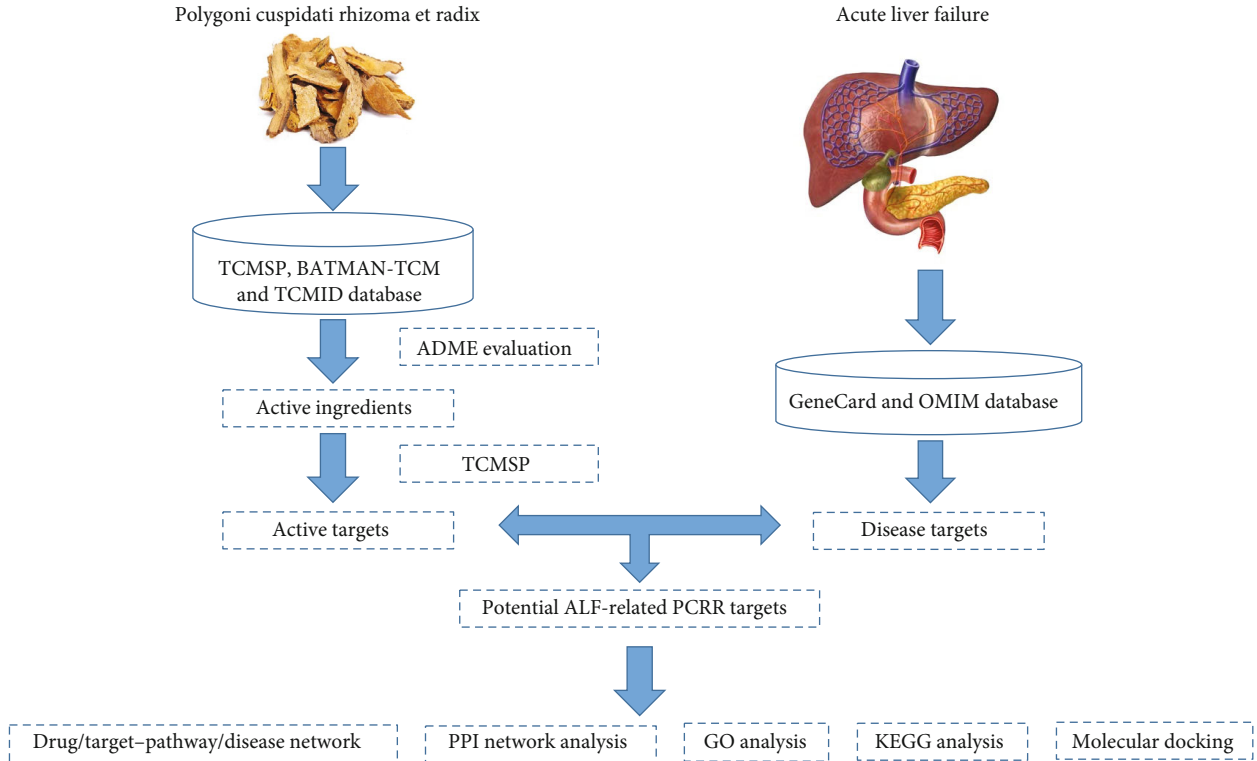 Polygoni cuspidati rhizoma et radix
Acute liver failure
TCMSP, BATMAN-TCM
and TCMID database
ADME evaluation
Active ingredients
GeneCard and OMIM database
TCMSP
Active targets
Disease targets
Potential ALF-related PCRR targets
Drug/target–pathway/disease network
PPI network analysis
GO analysis
KEGG analysis
Molecular docking